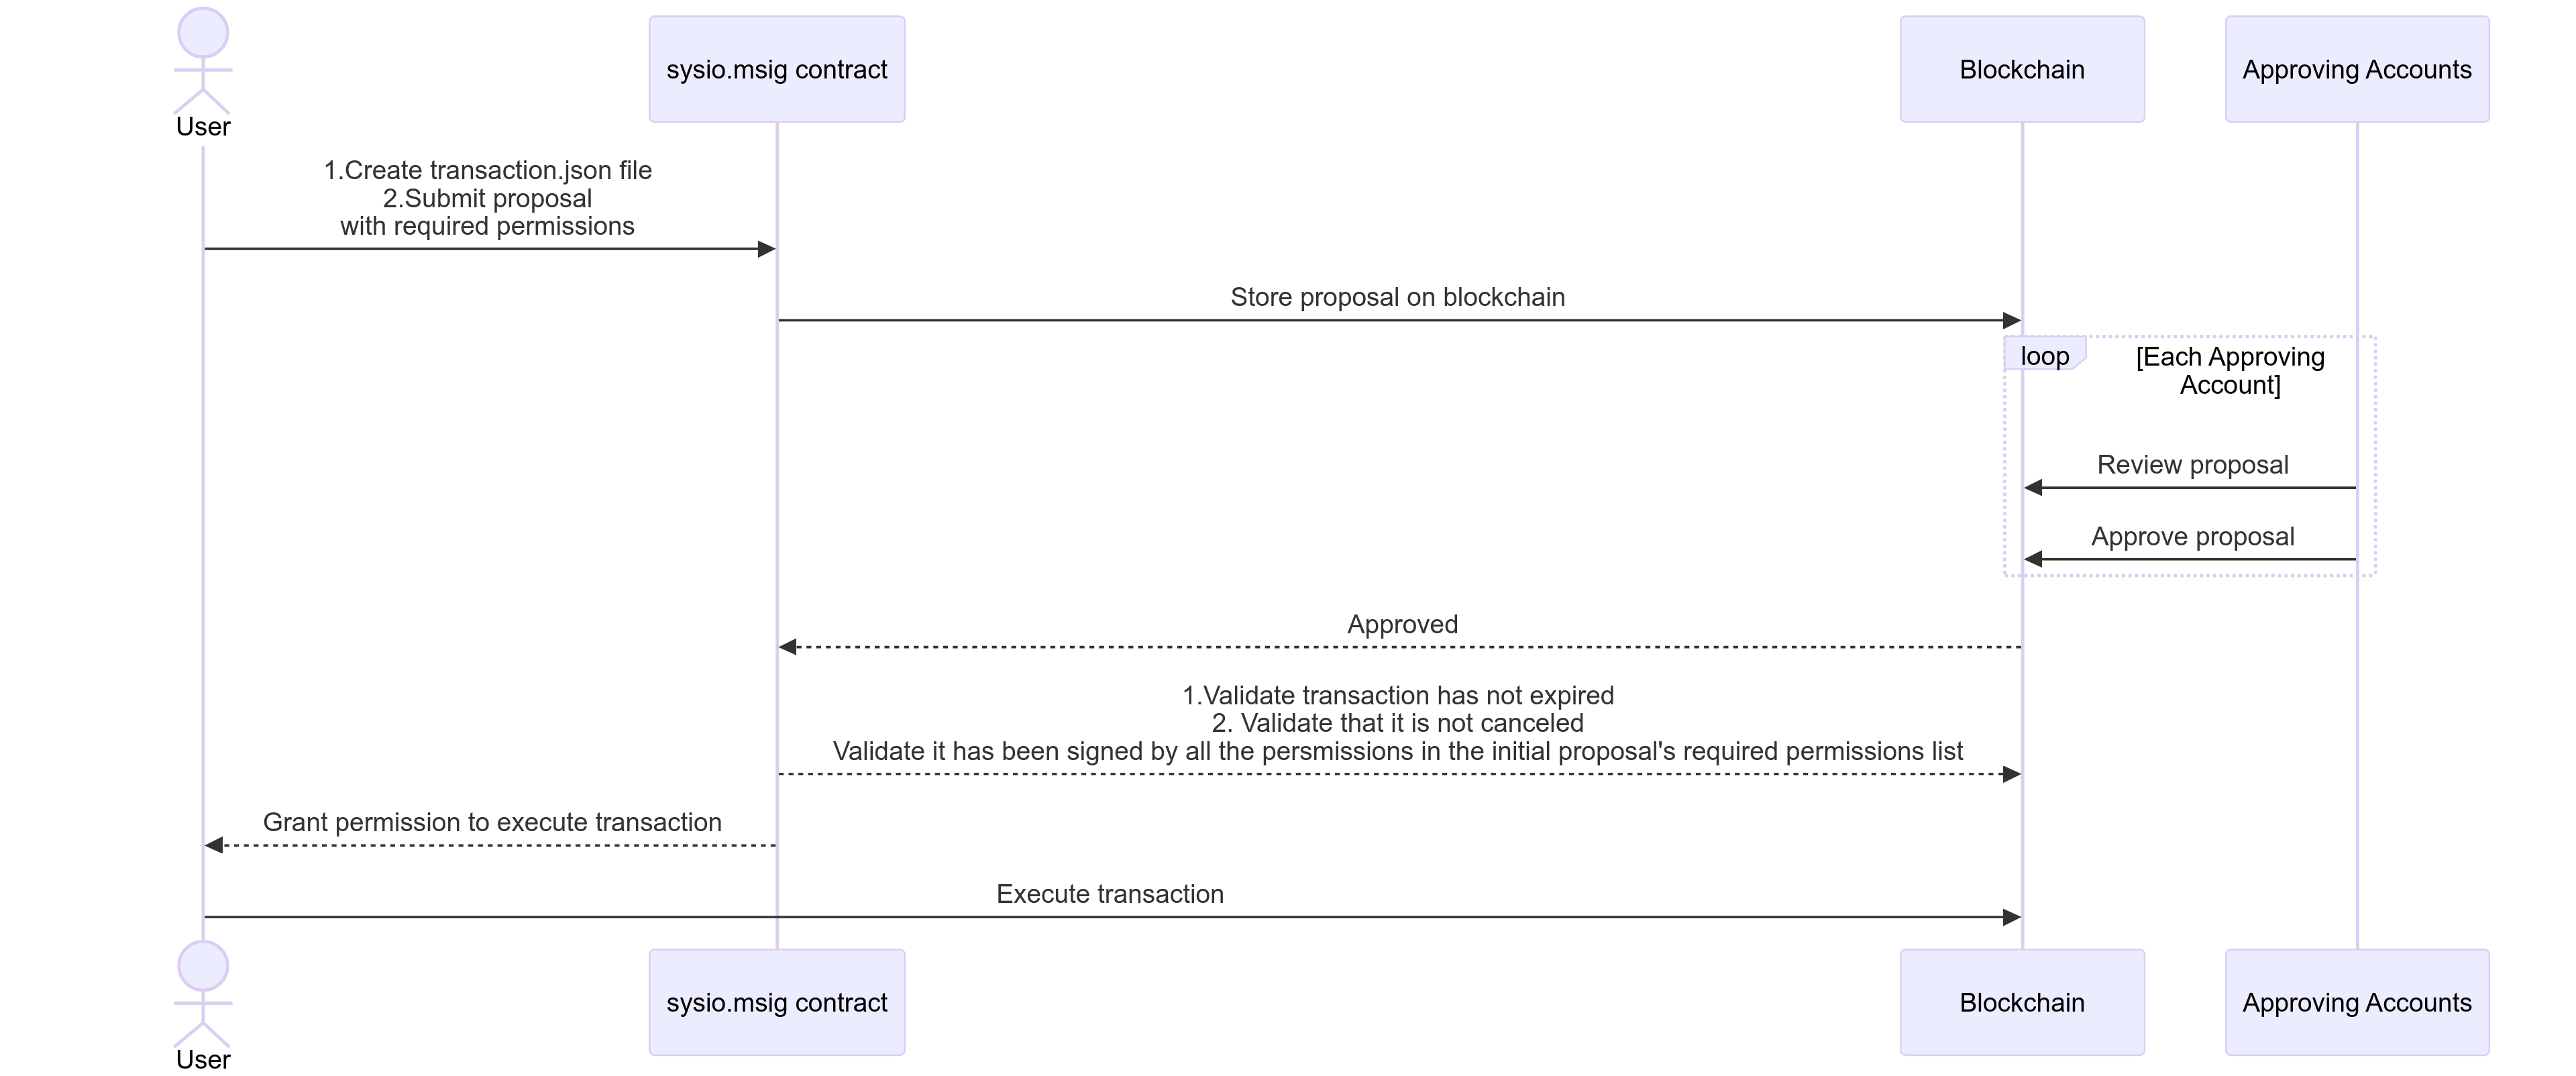 User
sysio.msig contract
Blockchain
Approving Accounts
1.Create transaction.json file
2.Submit proposal
with required permissions
Store proposal on blockchain
loop
[Each Approving
Account]
Review proposal
Approve proposal
Approved
1.Validate transaction has not expired
2. Validate that it is not canceled
Validate it has been signed by all the persmissions in the initial proposal's required permissions list
Grant permission to execute transaction
Execute transaction
User
sysio.msig contract
Blockchain
Approving Accounts